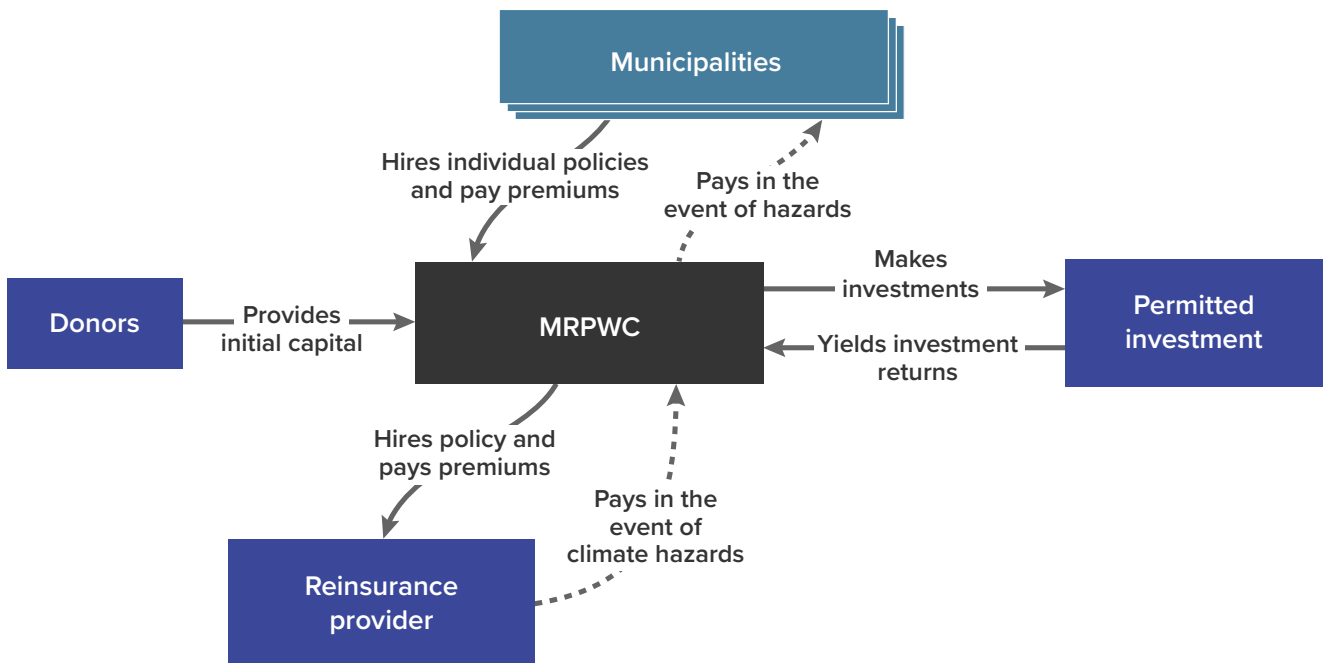 Municipalities
Hires individual policies
and pay premiums
Pays in the
event of hazards
Donors
Provides
initial capital
MRPWC
Makes
investments
Yields investment
returns
Permitted
investment
Hires policy and
pays premiums
Pays in the
event of
climate hazards
Reinsurance
provider